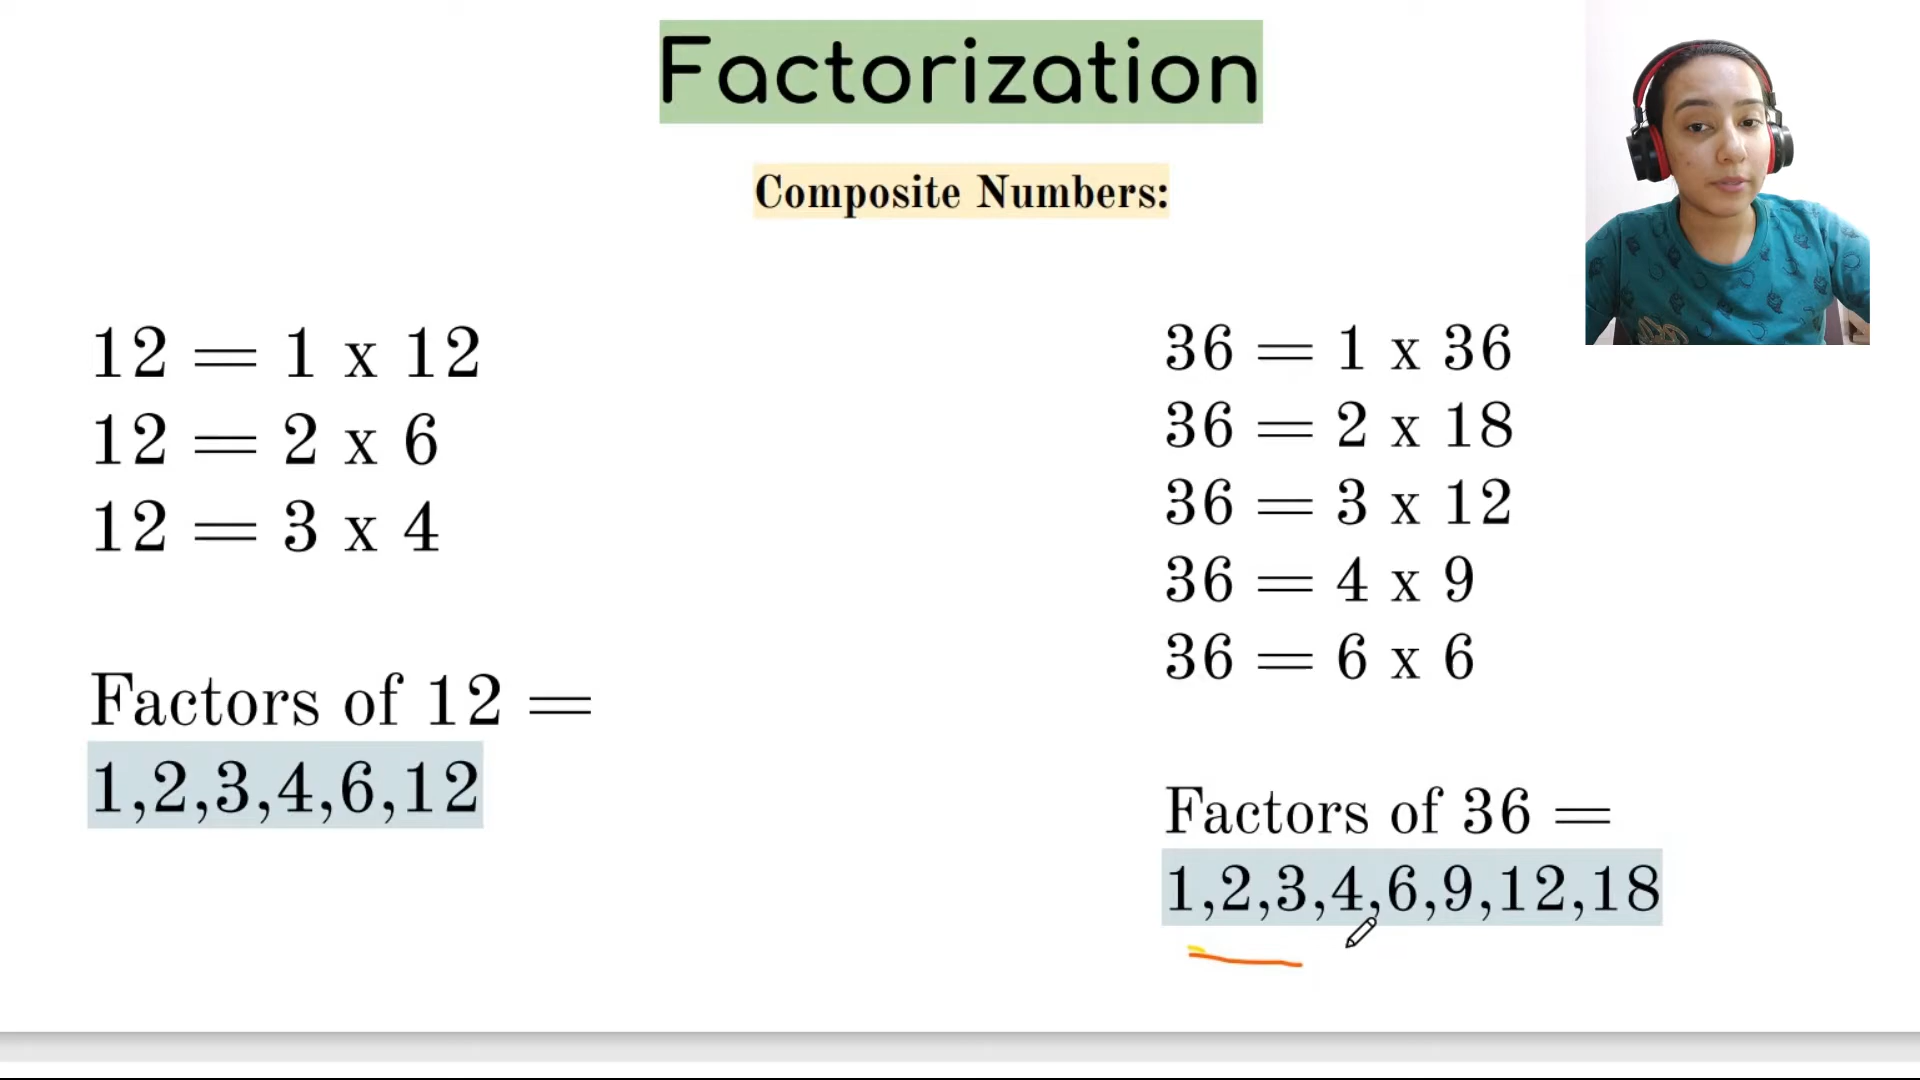 Factorization
Composite Numbers:
12 = 1 x 12
12 = 2 x 6
12 = 3 x 4
Factors of 12 =
1,2,3,4,6,12
36 = 1 x 36
36 = 2 x 18
36 = 3 x 12
36 = 4 x 9
36 = 6 x 6
Factors of 36 =
1,2,3,4,6,9,12,18